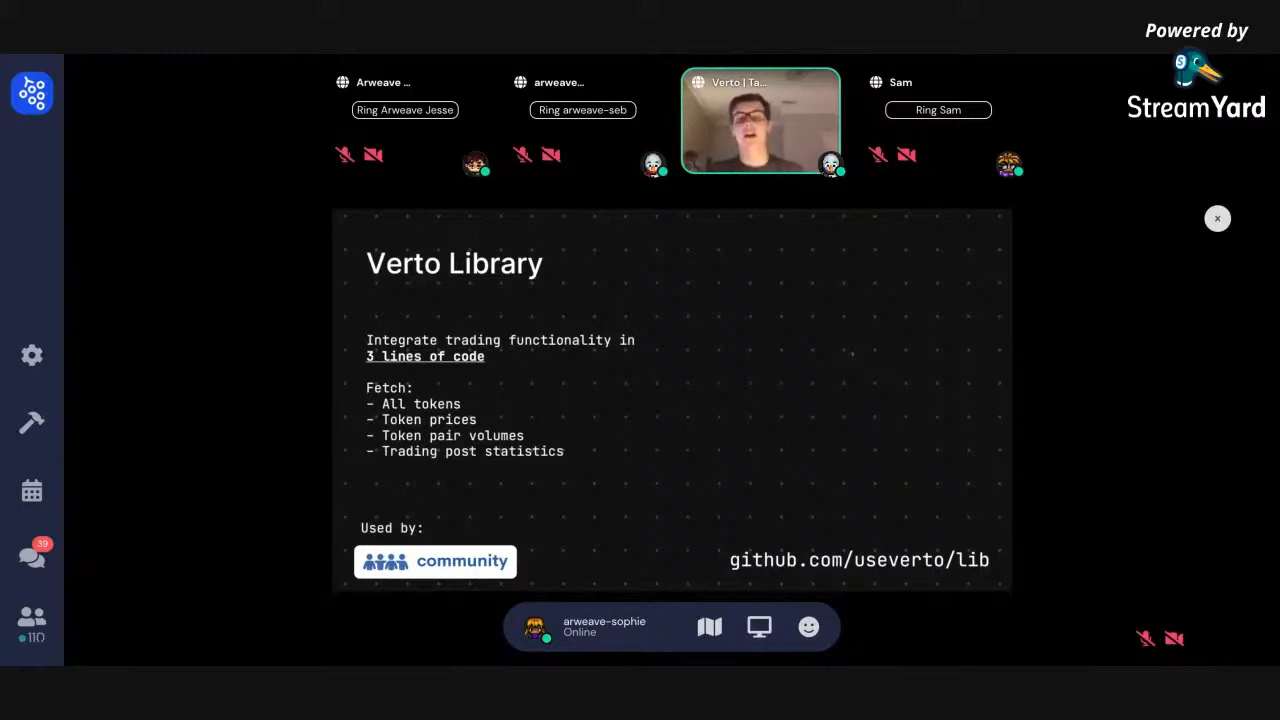 Powered by
StreamYard
Arweave ...
Ring Arweave Jesse
arweave...
Ring arweave-seb
Verto | Ta...
Sam
Ring Sam
×
Verto Library
Integrate trading functionality in
3 lines of code
Fetch:
- All tokens
- Token prices
- Token pair volumes
- Trading post statistics
Used by:
community
github.com/useverto/lib
39
110
arweave-sophie
Online